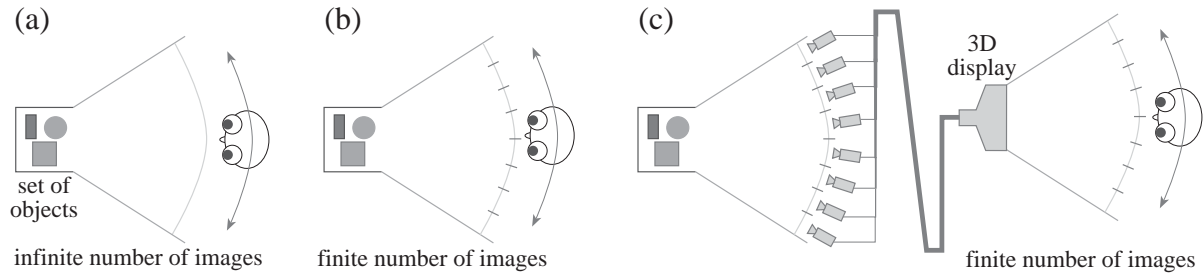 (a)
set of
objects
infinite number of images
(b)
finite number of images
(c)
3D
display
finite number of images